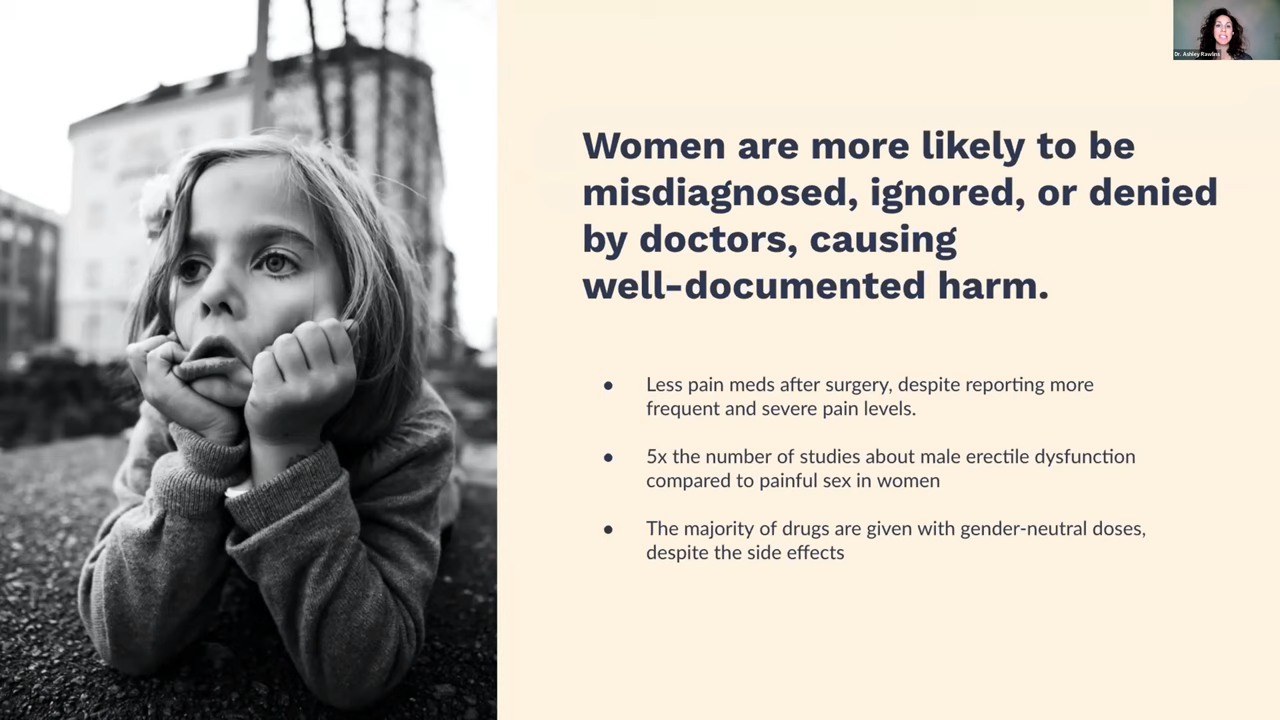 Dr. Ashley Rawlins
Women are more likely to be
misdiagnosed, ignored, or denied
by doctors, causing
well-documented harm.
● Less pain meds after surgery, despite reporting more
frequent and severe pain levels.
● 5x the number of studies about male erectile dysfunction
compared to painful sex in women
● The majority of drugs are given with gender-neutral doses,
despite the side effects